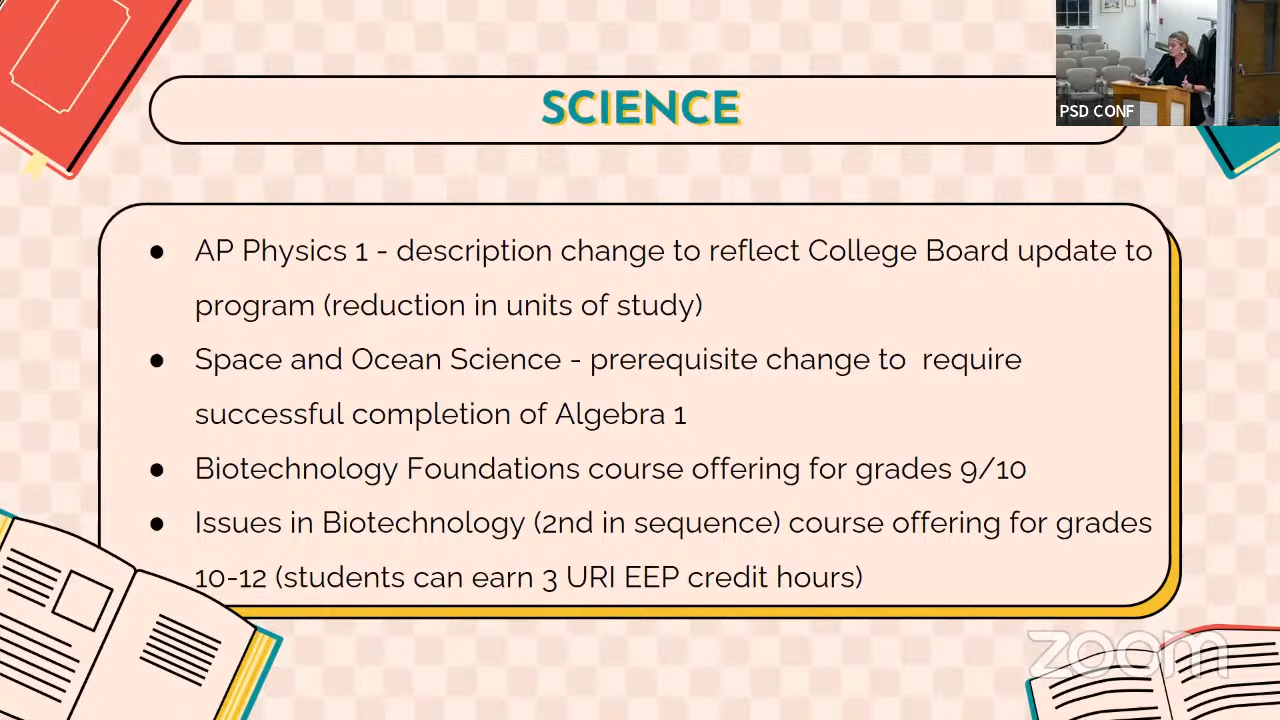 SCIENCE
PSD CONF
● AP Physics 1 - description change to reflect College Board update to
program (reduction in units of study)
● Space and Ocean Science - prerequisite change to  require
successful completion of Algebra 1
● Biotechnology Foundations course offering for grades 9/10
● Issues in Biotechnology (2nd in sequence) course offering for grades
10-12 (students can earn 3 URI EEP credit hours)
zoom